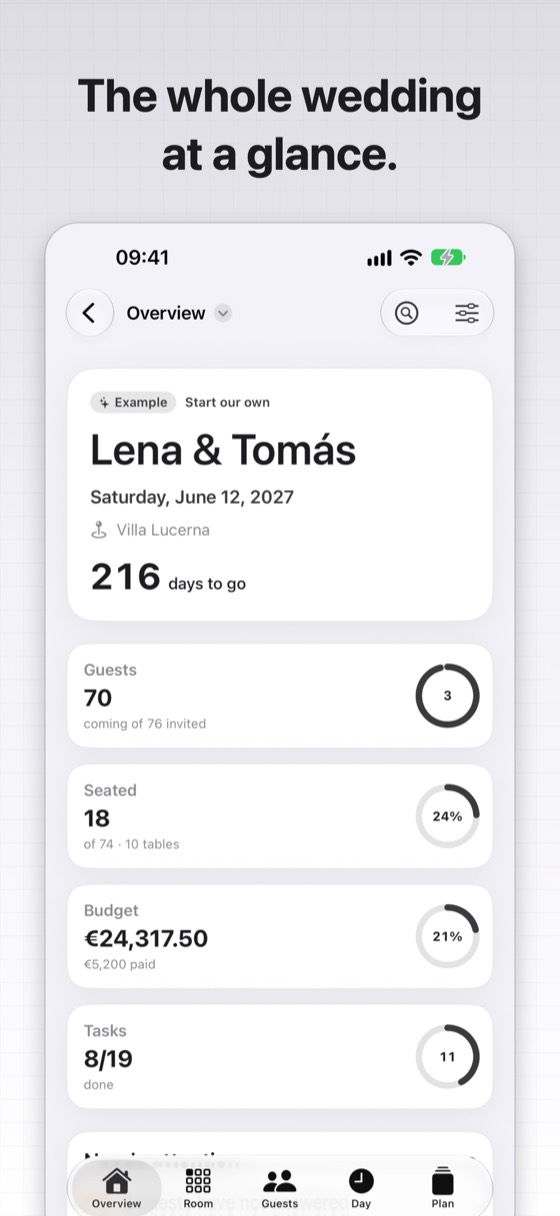 The whole wedding
at a glance.
09:41
Overview
Example Start our own
Lena & Tomás
Saturday, June 12, 2027
Villa Lucerna
216 days to go
Guests
70
coming of 76 invited
3
Seated
18
of 74 · 10 tables
24%
Budget
€24,317.50
€5,200 paid
21%
Tasks
8/19
done
11
Overview Room Guests Day Plan